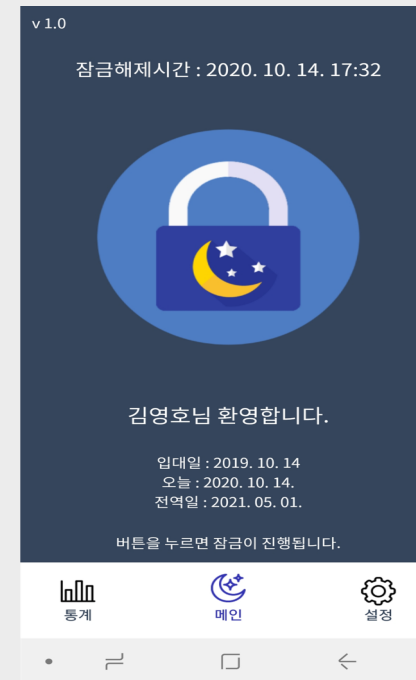 v 1.0
잠금해제시간 : 2020. 10. 14. 17:32
김영호님 환영합니다.
입대일 : 2019. 10. 14
오늘 : 2020. 10. 14.
전역일 : 2021. 05. 01.
버튼을 누르면 잠금이 진행됩니다.
통계
메인
설정